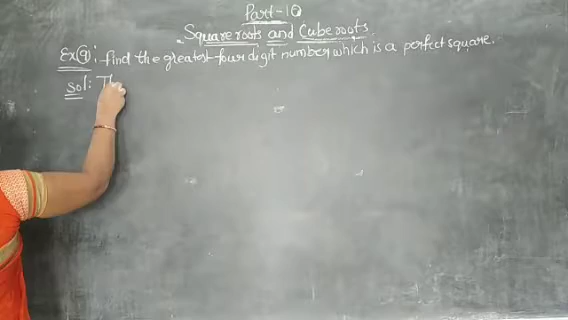 Part-10
Square roots and Cube roots.
Ex(9): find the greatest four digit number which is a perfect square.
Sol: Th